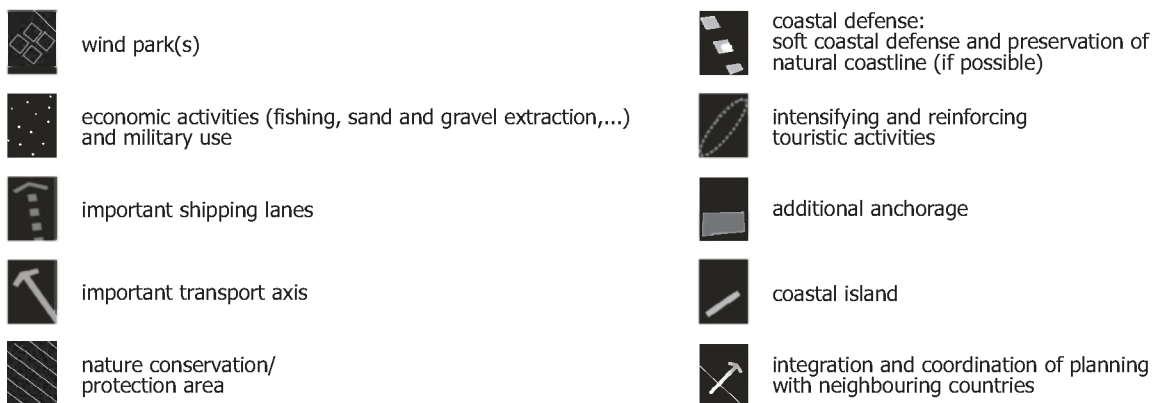 wind park(s)
economic activities (fishing, sand and gravel extraction,...)
and military use
important shipping lanes
important transport axis
nature conservation/
protection area
coastal defense:
soft coastal defense and preservation of
natural coastline (if possible)
intensifying and reinforcing
touristic activities
additional anchorage
coastal island
integration and coordination of planning
with neighbouring countries